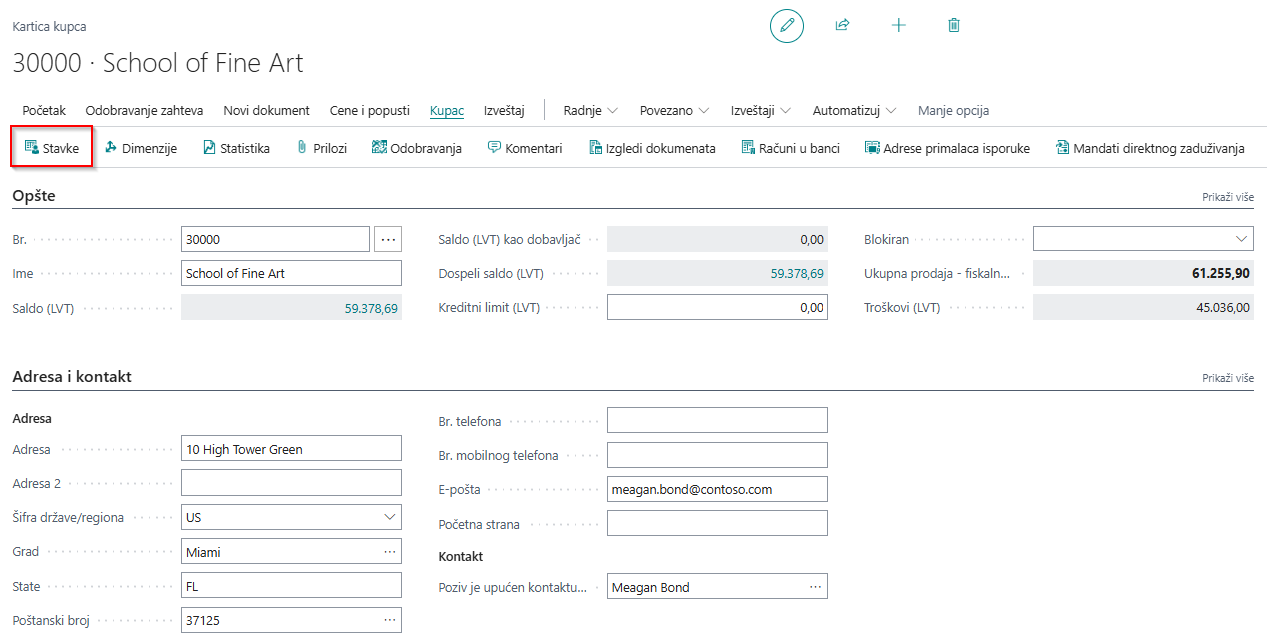 Kartica kupca
30000 · School of Fine Art
Početak Odobravanje zahteva Novi dokument Cene i popusti Kupac Izveštaj Radnje Povezano Izveštaji Automatizuj Manje opcija
Stavke Dimenzije Statistika Prilozi Odobravanja Komentari Izgledi dokumenata Računi u banci Adrese primalaca isporuke Mandati direktnog zaduživanja
Opšte Prikaži više
Br. 30000 ... Saldo (LVT) kao dobavljač 0,00 Blokiran
Ime School of Fine Art Dospeli saldo (LVT) 59.378,69 Ukupna prodaja - fiskaln... 61.255,90
Saldo (LVT) 59.378,69 Kreditni limit (LVT) 0,00 Troškovi (LVT) 45.036,00
Adresa i kontakt Prikaži više
Adresa
Adresa 10 High Tower Green
Adresa 2
Šifra države/regiona US
Grad Miami ...
State FL
Poštanski broj 37125 ...
Br. telefona
Br. mobilnog telefona
E-pošta meagan.bond@contoso.com
Početna strana
Kontakt
Poziv je upućen kontaktu... Meagan Bond ...